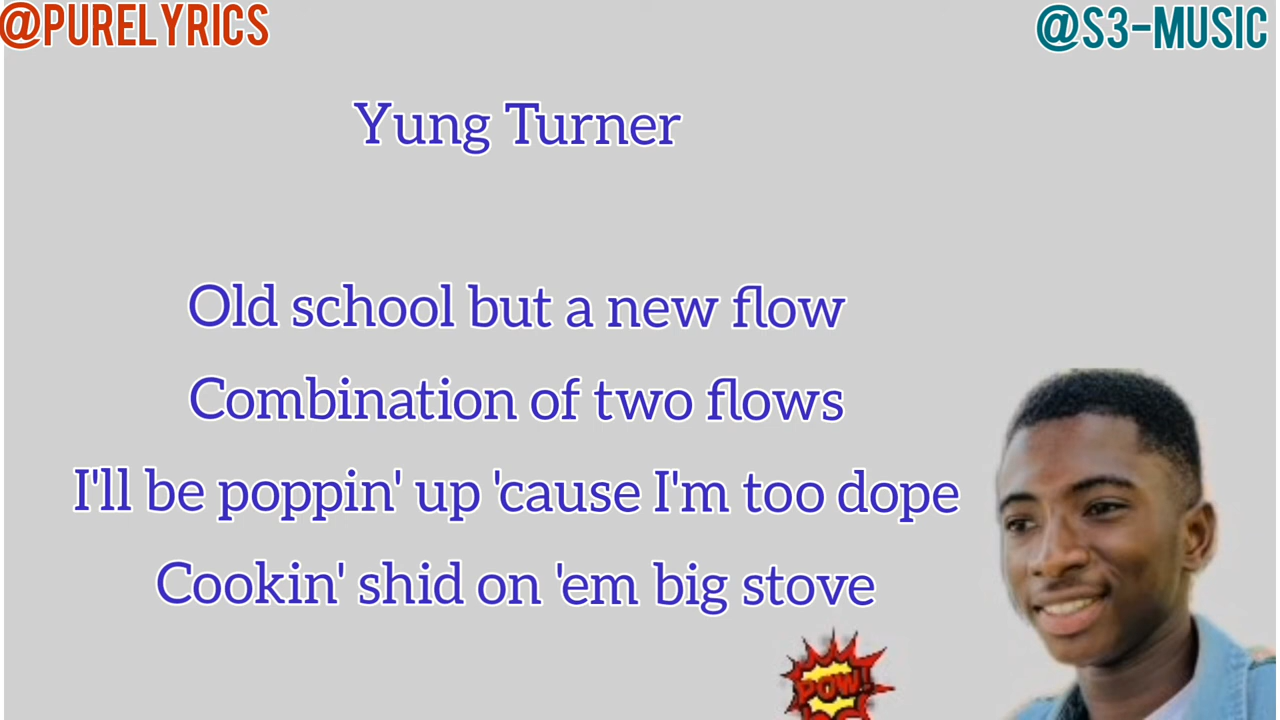 @PURELYRICS
@S3-MUSIC
Yung Turner
Old school but a new flow
Combination of two flows
I'll be poppin' up 'cause I'm too dope
Cookin' shid on 'em big stove
POW!